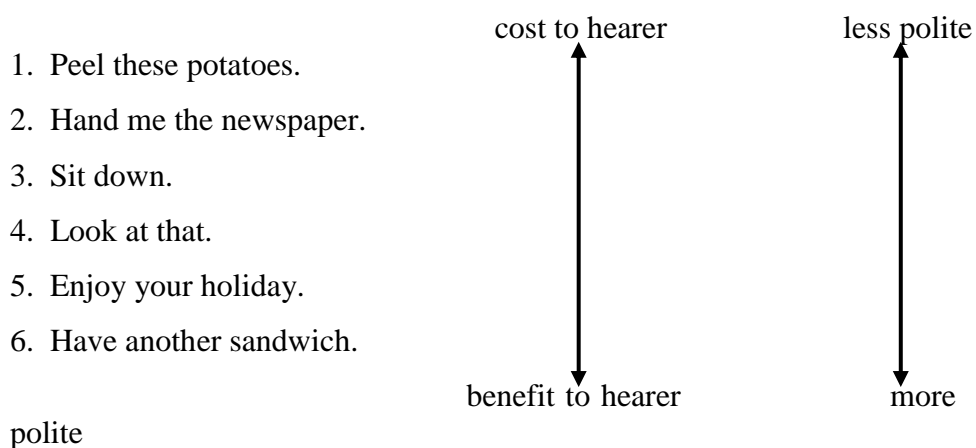 cost to hearer less polite
1. Peel these potatoes.
2. Hand me the newspaper.
3. Sit down.
4. Look at that.
5. Enjoy your holiday.
6. Have another sandwich.
benefit to hearer more
polite